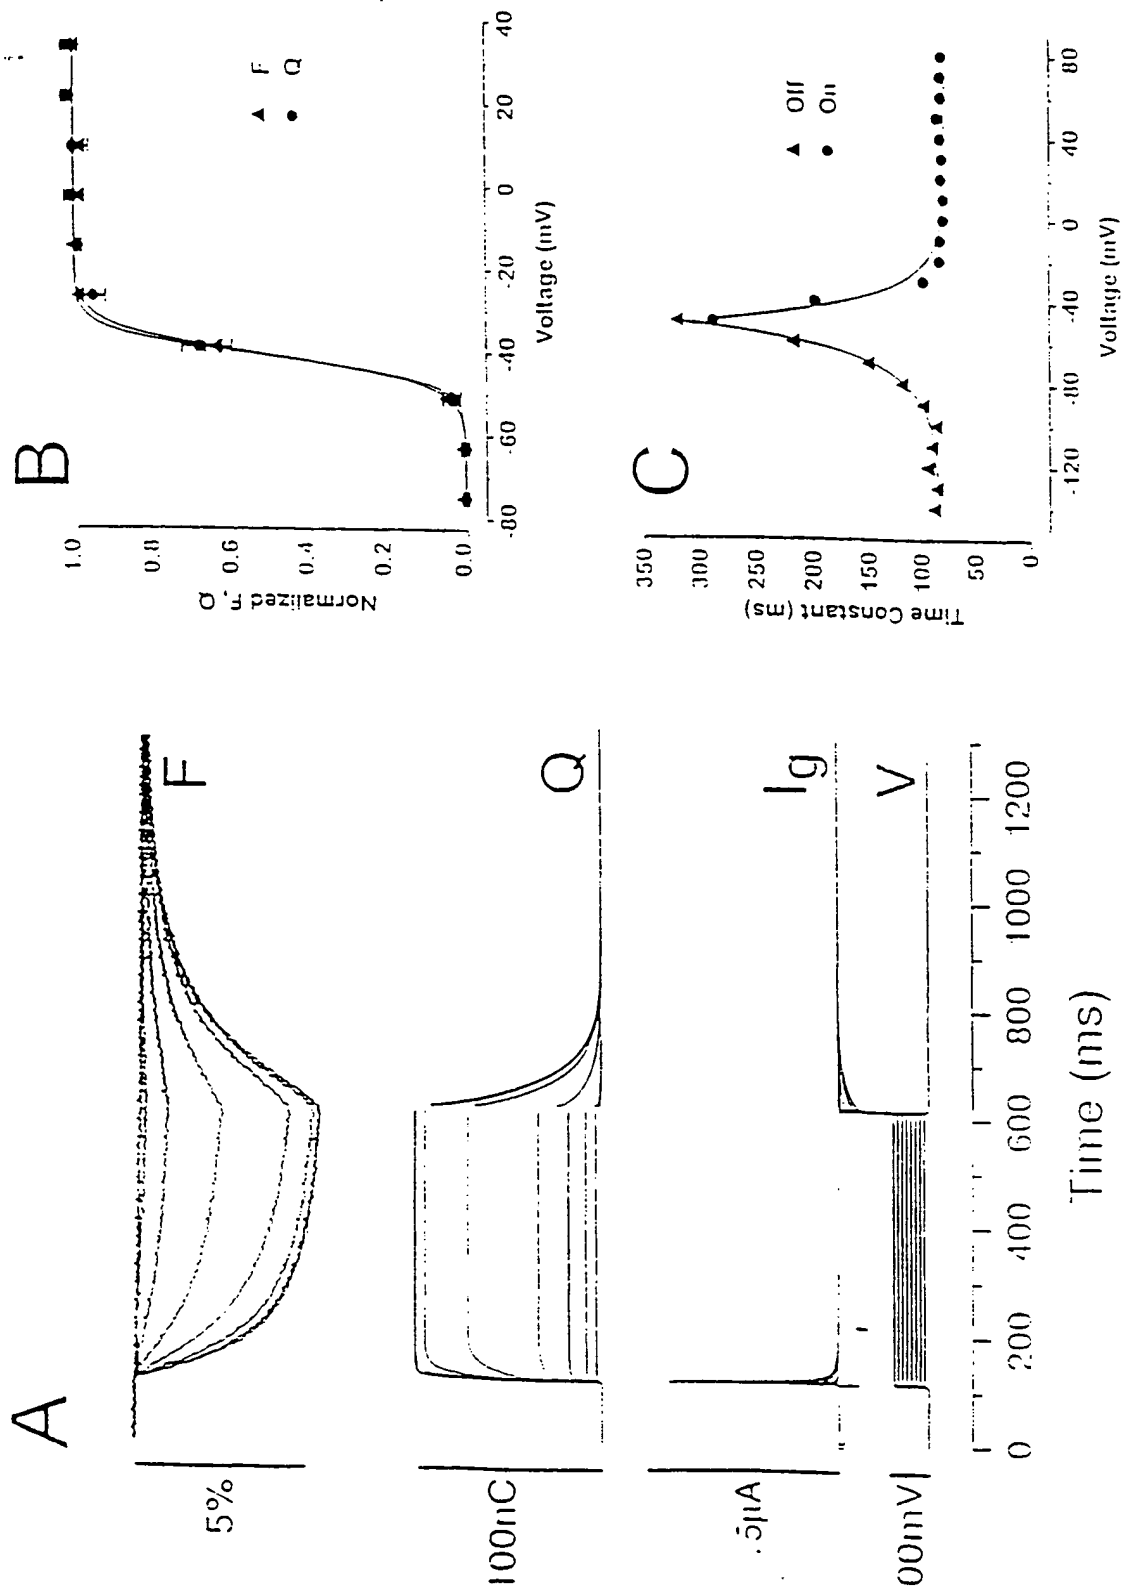 A
F
5%
Q
100nC
Ig
.5µA
V
00mV
0 200 400 600 800 1000 1200
Time (ms)
B
1.0
0.8
0.6
0.4
0.2
0.0
Normalized F, Q
F
Q
-80 -60 -40 -20 0 20 40
Voltage (mV)
C
350
300
250
200
150
100
50
0
Time Constant (ms)
Off
On
-120 -80 -40 0 40 80
Voltage (mV)